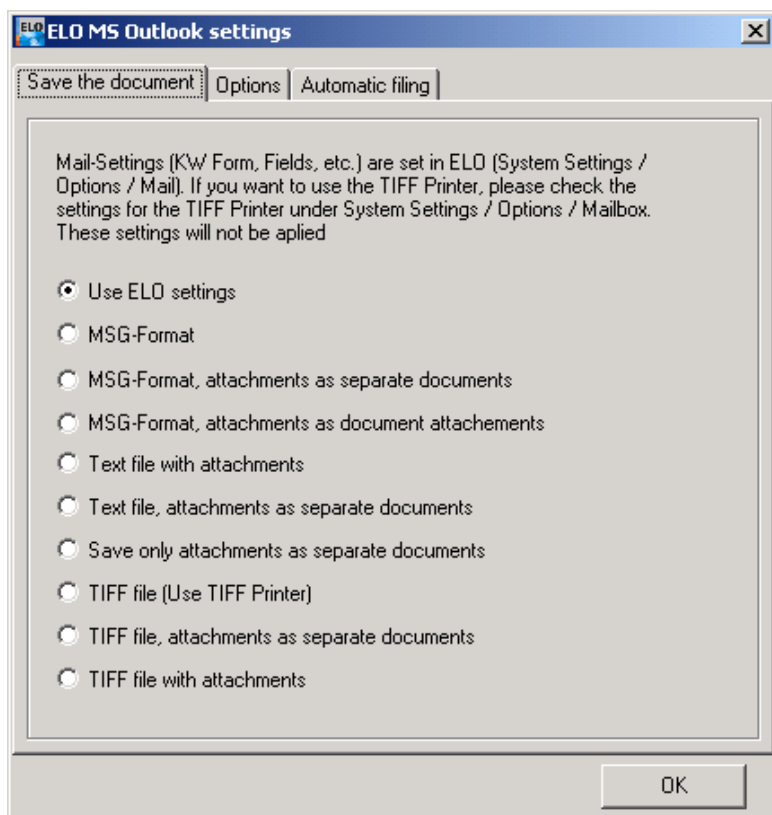 ELO ELO MS Outlook settings
Save the document Options Automatic filing
Mail-Settings (KW Form, Fields, etc.) are set in ELO (System Settings /
Options / Mail). If you want to use the TIFF Printer, please check the
settings for the TIFF Printer under System Settings / Options / Mailbox.
These settings will not be aplied
Use ELO settings
MSG-Format
MSG-Format, attachments as separate documents
MSG-Format, attachments as document attachements
Text file with attachments
Text file, attachments as separate documents
Save only attachments as separate documents
TIFF file (Use TIFF Printer)
TIFF file, attachments as separate documents
TIFF file with attachments
OK